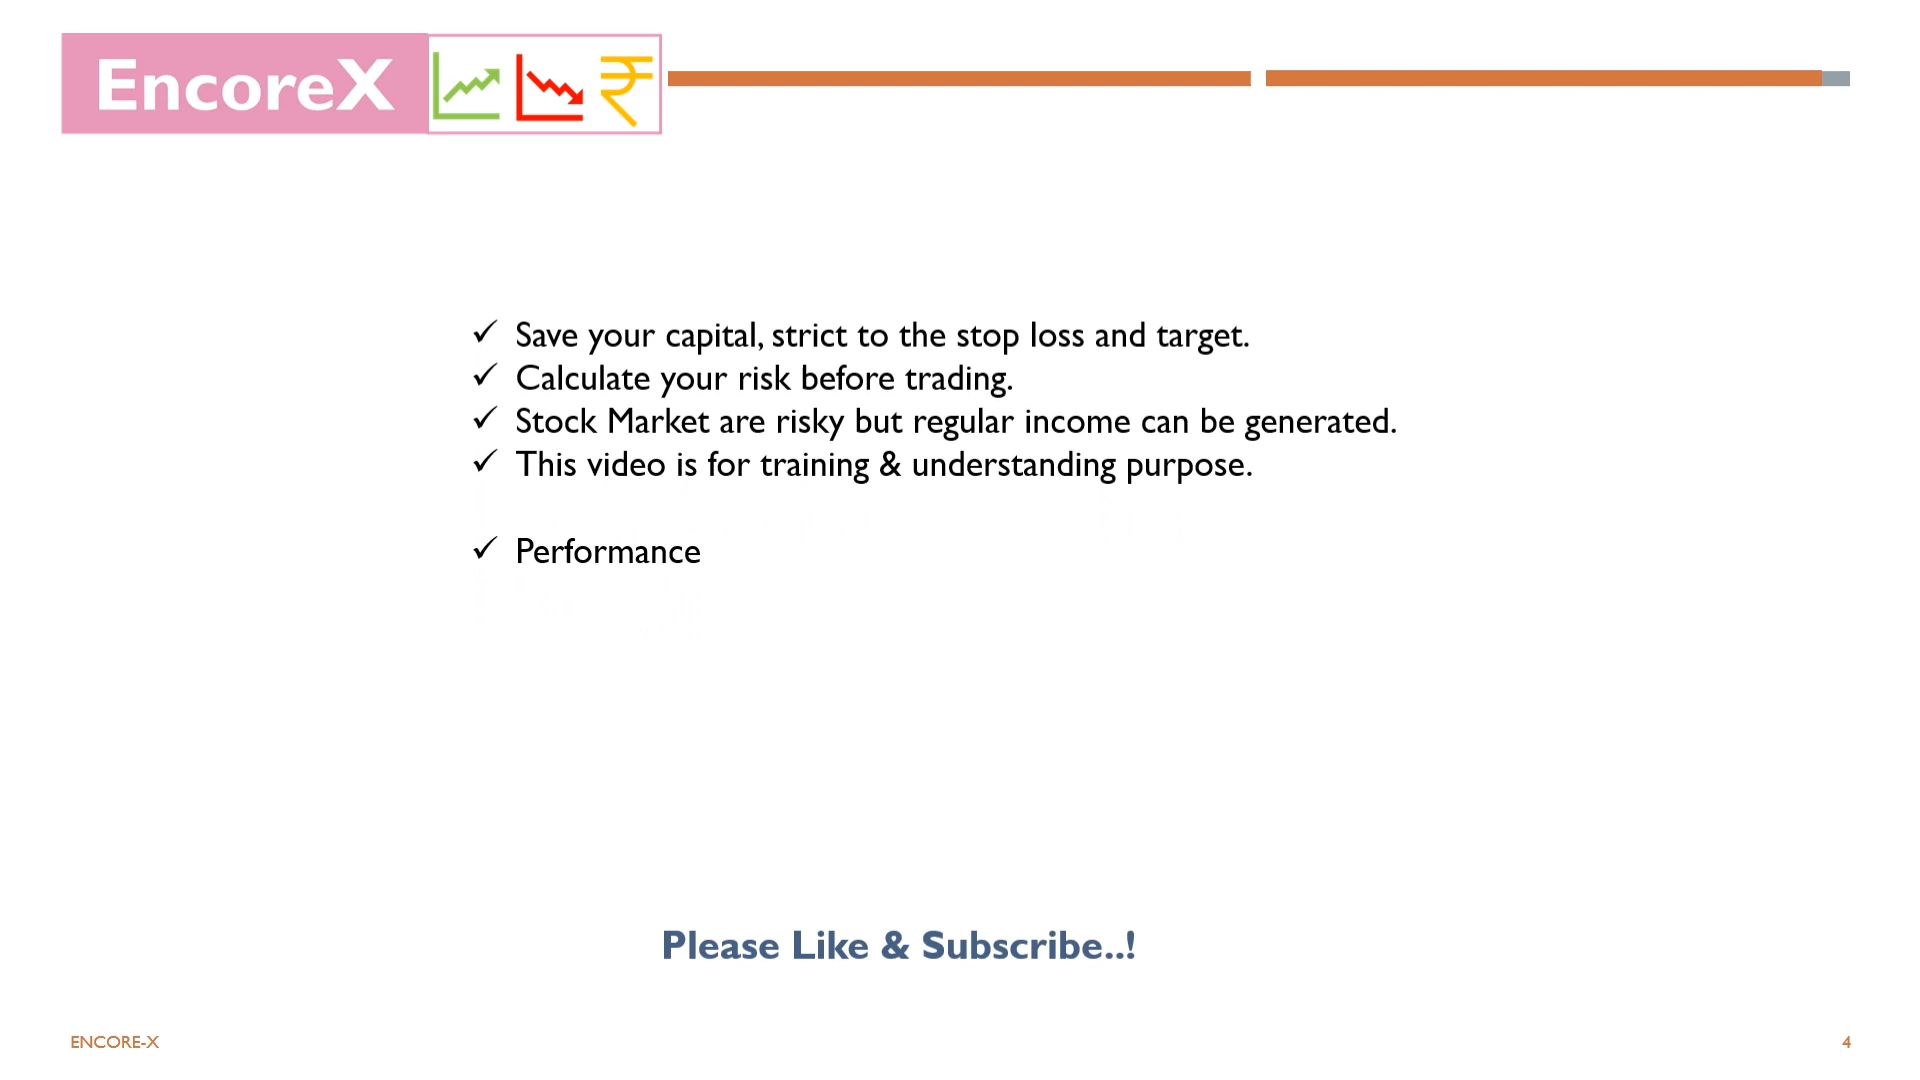 EncoreX
✓ Save your capital, strict to the stop loss and target.
✓ Calculate your risk before trading.
✓ Stock Market are risky but regular income can be generated.
✓ This video is for training & understanding purpose.
✓ Performance
Please Like & Subscribe..!
ENCORE-X
4